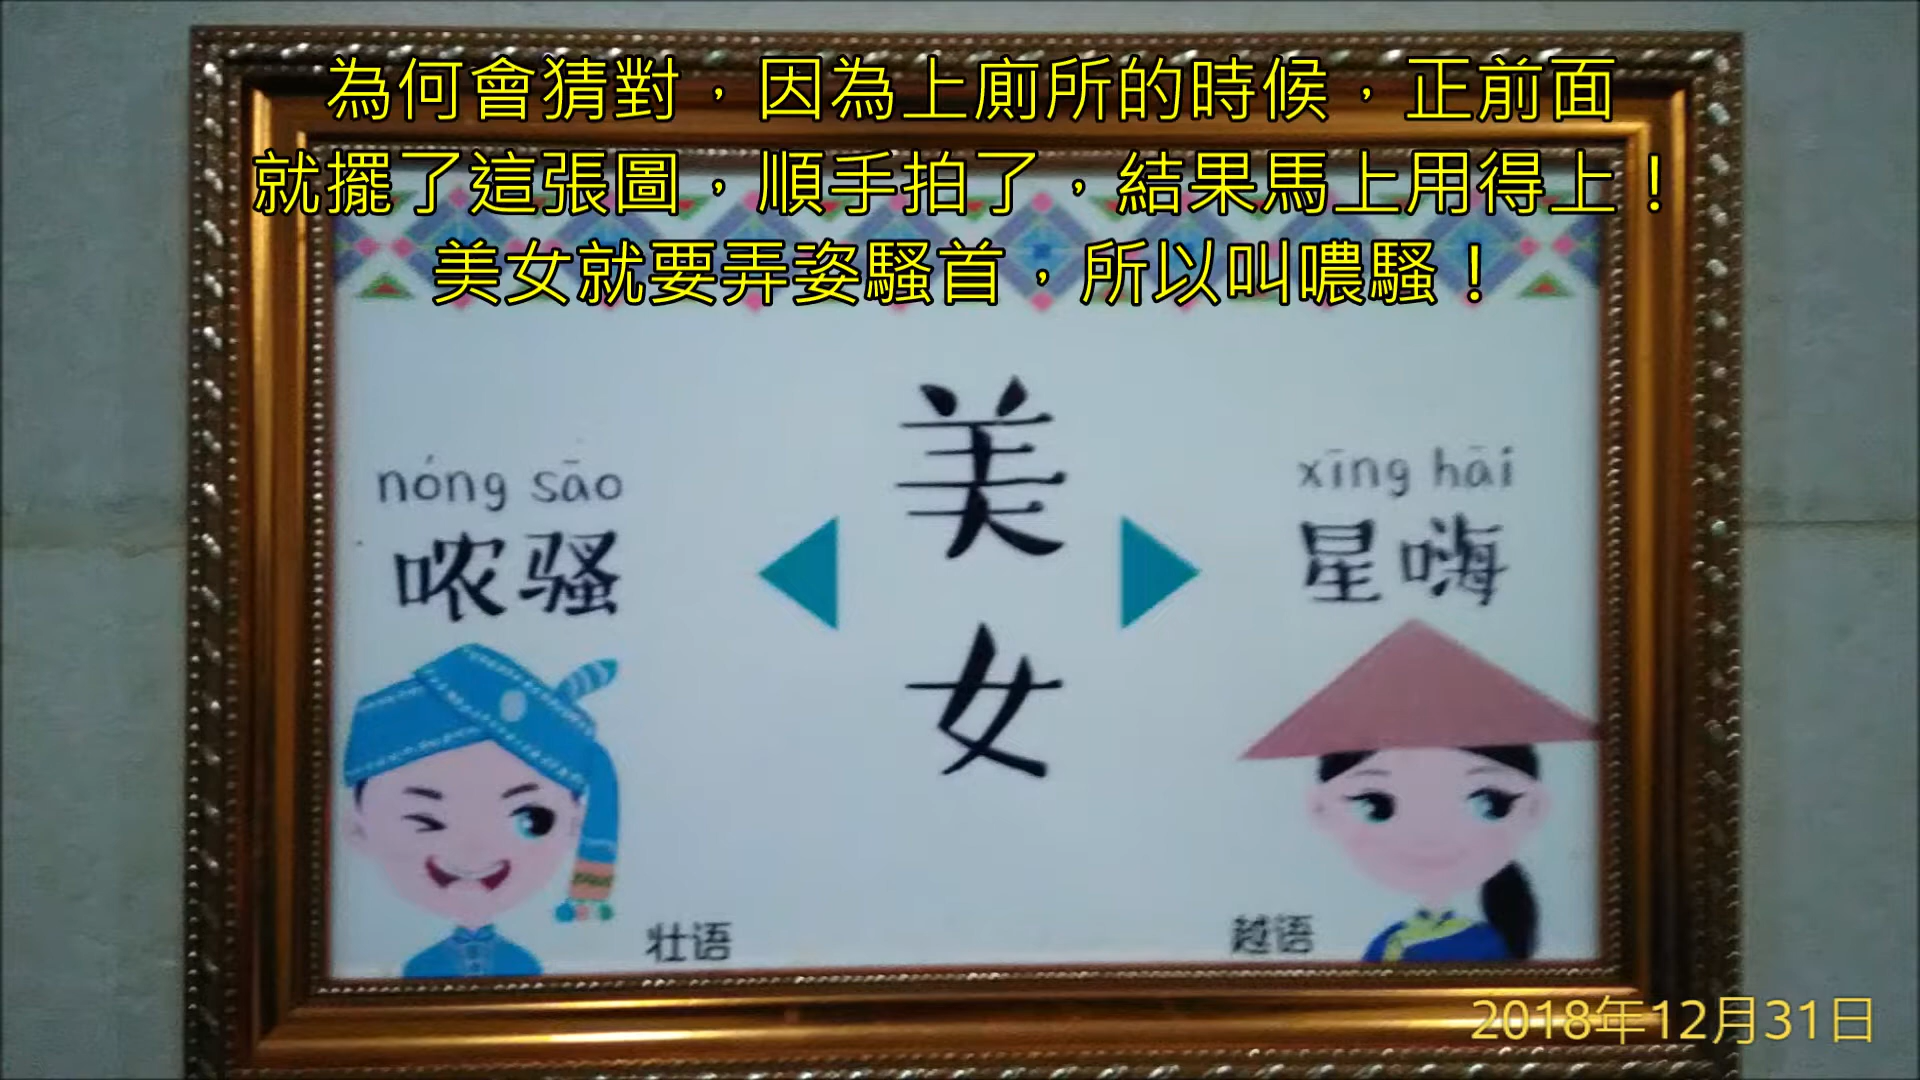 為何會猜對，因為上廁所的時候，正前面
就擺了這張圖，順手拍了，結果馬上用得上！
美女就要弄姿騷首，所以叫噥騷！
美女
nóng sāo
哝骚
xīng hāi
星嗨
壮语
越语
2018年12月31日